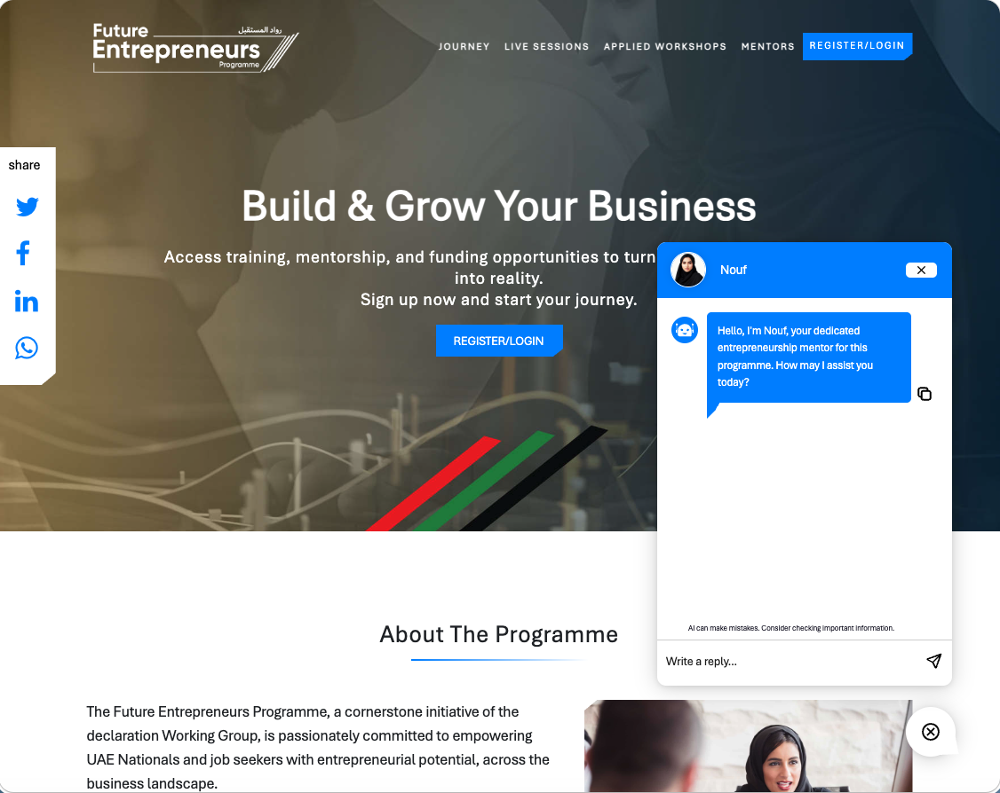 Future
رواد المستقبل
Entrepreneurs
Programme
JOURNEY
LIVE SESSIONS
APPLIED WORKSHOPS
MENTORS
REGISTER/LOGIN
share
Build & Grow Your Business
Access training, mentorship, and funding opportunities to turn
into reality.
Sign up now and start your journey.
REGISTER/LOGIN
Nouf
Hello, I'm Nouf, your dedicated
entrepreneurship mentor for this
programme. How may I assist you
today?
AI can make mistakes. Consider checking important information.
Write a reply...
About The Programme
The Future Entrepreneurs Programme, a cornerstone initiative of the
declaration Working Group, is passionately committed to empowering
UAE Nationals and job seekers with entrepreneurial potential, across the
business landscape.